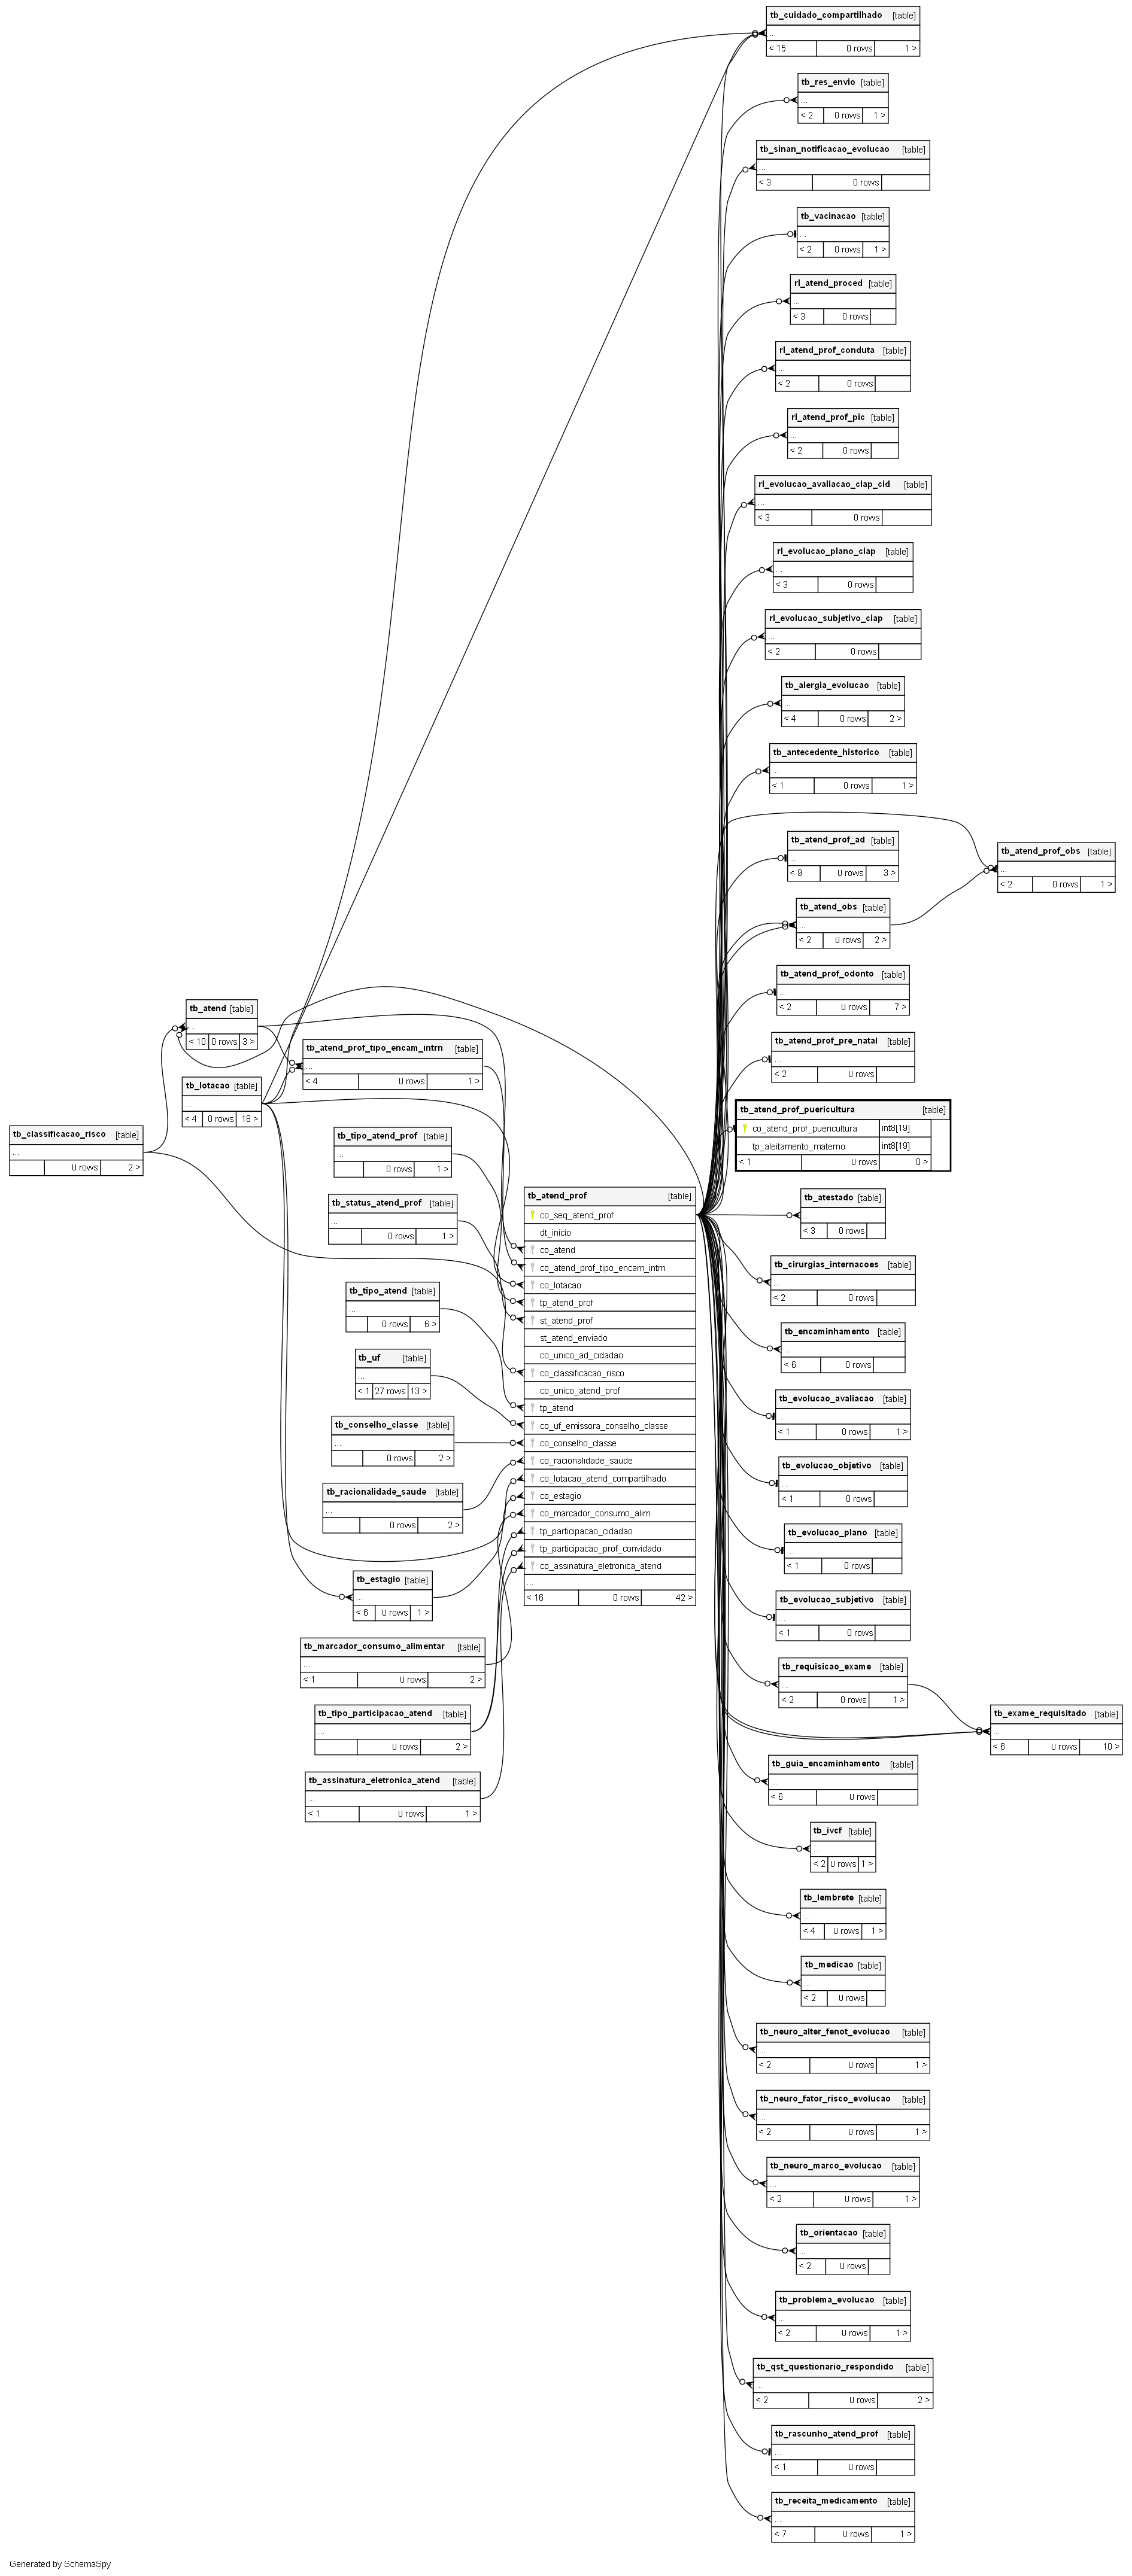 tb_cuidado_compartilhado [table]
...
< 15 0 rows 1 >
tb_res_envio [table]
...
< 2 0 rows 1 >
tb_sinan_notificacao_evolucao [table]
...
< 3 0 rows
tb_vacinacao [table]
...
< 2 0 rows 1 >
rl_atend_proced [table]
...
< 3 0 rows
rl_atend_prof_conduta [table]
...
< 2 0 rows
rl_atend_prof_pic [table]
...
< 2 0 rows
rl_evolucao_avaliacao_ciap_cid [table]
...
< 3 0 rows
rl_evolucao_plano_ciap [table]
...
< 3 0 rows
rl_evolucao_subjetivo_ciap [table]
...
< 2 0 rows
tb_alergia_evolucao [table]
...
< 4 0 rows 2 >
tb_antecedente_historico [table]
...
< 1 0 rows 1 >
tb_atend_prof_ad [table]
...
< 9 0 rows 3 >
tb_atend_prof_obs [table]
...
< 2 0 rows 1 >
tb_atend_obs [table]
...
< 2 0 rows 2 >
tb_atend_prof_odonto [table]
...
< 2 0 rows 7 >
tb_atend_prof_pre_natal [table]
...
< 2 0 rows
tb_atend_prof_puericultura [table]
co_atend_prof_puericultura int8[19]
tp_aleitamento_materno int8[19]
< 1 0 rows 0 >
tb_atend [table]
...
< 10 0 rows 3 >
tb_atend_prof_tipo_encam_intrn [table]
...
< 4 0 rows 1 >
tb_lotacao [table]
...
< 4 0 rows 18 >
tb_classificacao_risco [table]
...
0 rows 2 >
tb_tipo_atend_prof [table]
...
0 rows 1 >
tb_status_atend_prof [table]
...
0 rows 1 >
tb_tipo_atend [table]
...
0 rows 6 >
tb_uf [table]
...
< 1 27 rows 13 >
tb_conselho_classe [table]
...
0 rows 2 >
tb_racionalidade_saude [table]
...
0 rows 2 >
tb_estagio [table]
...
< 6 0 rows 1 >
tb_marcador_consumo_alimentar [table]
...
< 1 0 rows 2 >
tb_tipo_participacao_atend [table]
...
0 rows 2 >
tb_assinatura_eletronica_atend [table]
...
< 1 0 rows 1 >
tb_atend_prof [table]
co_seq_atend_prof
dt_inicio
co_atend
co_atend_prof_tipo_encam_intrn
co_lotacao
tp_atend_prof
st_atend_prof
st_atend_enviado
co_unico_ad_cidadao
co_classificacao_risco
co_unico_atend_prof
tp_atend
co_uf_emissora_conselho_classe
co_conselho_classe
co_racionalidade_saude
co_lotacao_atend_compartilhado
co_estagio
co_marcador_consumo_alim
tp_participacao_cidadao
tp_participacao_prof_convidado
co_assinatura_eletronica_atend
...
< 16 0 rows 42 >
tb_atestado [table]
...
< 3 0 rows
tb_cirurgias_internacoes [table]
...
< 2 0 rows
tb_encaminhamento [table]
...
< 6 0 rows
tb_evolucao_avaliacao [table]
...
< 1 0 rows 1 >
tb_evolucao_objetivo [table]
...
< 1 0 rows
tb_evolucao_plano [table]
...
< 1 0 rows
tb_evolucao_subjetivo [table]
...
< 1 0 rows
tb_requisicao_exame [table]
...
< 2 0 rows 1 >
tb_exame_requisitado [table]
...
< 6 0 rows 10 >
tb_guia_encaminhamento [table]
...
< 6 0 rows
tb_ivcf [table]
...
< 2 0 rows 1 >
tb_lembrete [table]
...
< 4 0 rows 1 >
tb_medicao [table]
...
< 2 0 rows
tb_neuro_alter_fenot_evolucao [table]
...
< 2 0 rows 1 >
tb_neuro_fator_risco_evolucao [table]
...
< 2 0 rows 1 >
tb_neuro_marco_evolucao [table]
...
< 2 0 rows 1 >
tb_orientacao [table]
...
< 2 0 rows
tb_problema_evolucao [table]
...
< 2 0 rows 1 >
tb_qst_questionario_respondido [table]
...
< 2 0 rows 2 >
tb_rascunho_atend_prof [table]
...
< 1 0 rows
tb_receita_medicamento [table]
...
< 7 0 rows 1 >
Generated by SchemaSpy